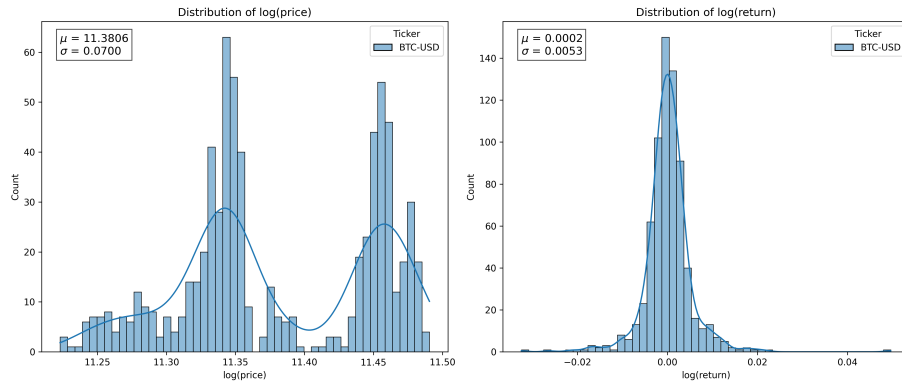 Distribution of log(price)
μ = 11.3806
σ = 0.0700
Ticker
BTC-USD
Count
0
10
20
30
40
50
60
11.25
11.30
11.35
11.40
11.45
11.50
log(price)
Distribution of log(return)
μ = 0.0002
σ = 0.0053
Ticker
BTC-USD
Count
0
20
40
60
80
100
120
140
−0.02
0.00
0.02
0.04
log(return)